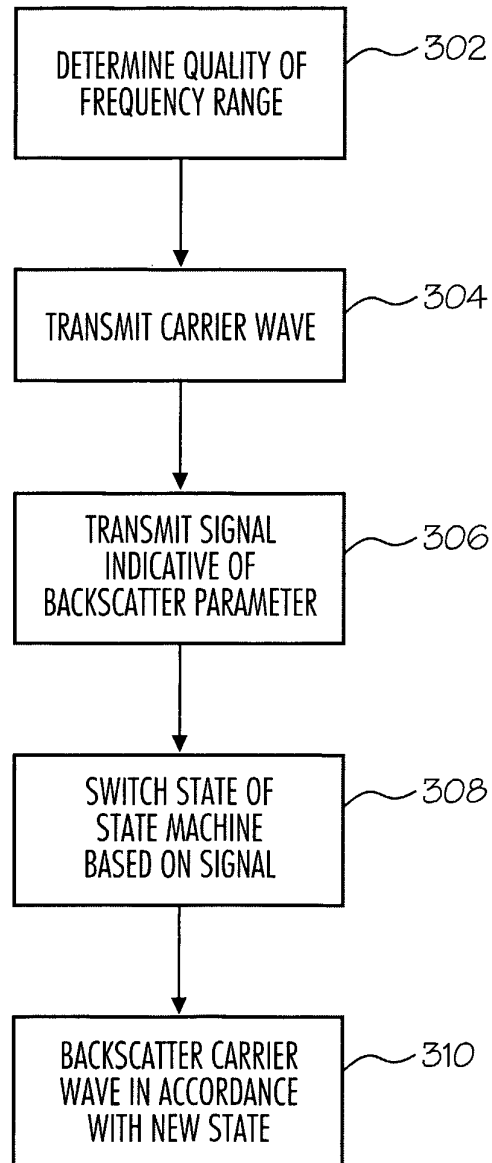 DETERMINE QUALITY OF
FREQUENCY RANGE
302
TRANSMIT CARRIER WAVE
304
TRANSMIT SIGNAL
INDICATIVE OF
BACKSCATTER PARAMETER
306
SWITCH STATE OF
STATE MACHINE
BASED ON SIGNAL
308
BACKSCATTER CARRIER
WAVE IN ACCORDANCE
WITH NEW STATE
310